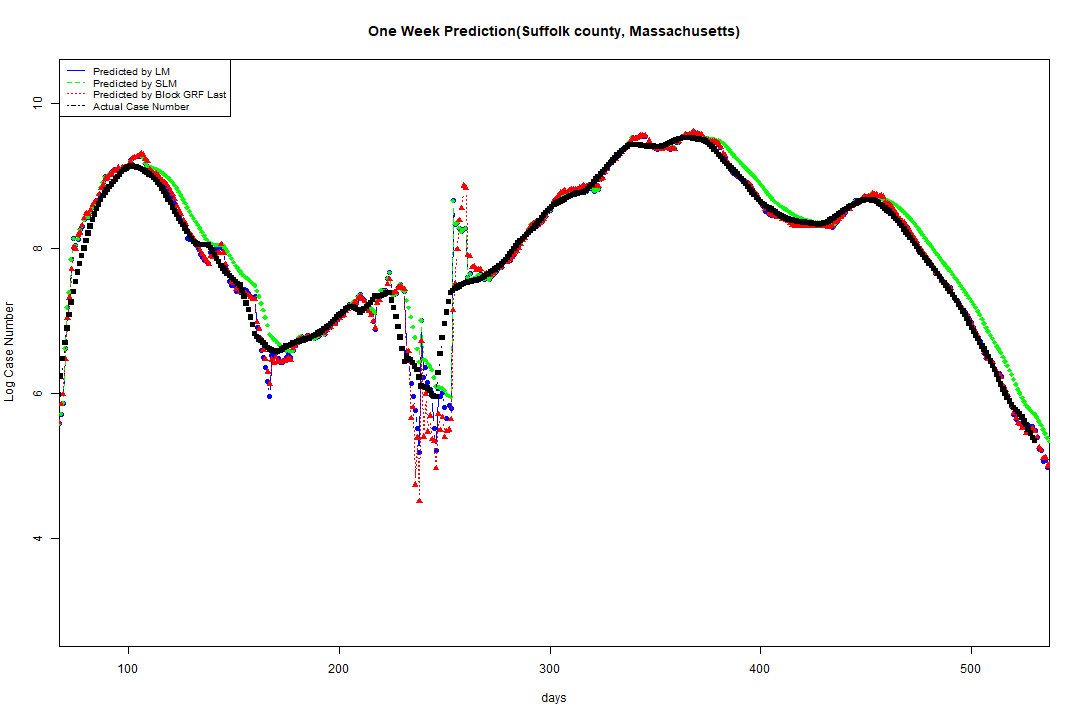 One Week Prediction(Suffolk county, Massachusetts)
Predicted by LM
Predicted by SLM
Predicted by Block GRF Last
Actual Case Number
10
8
6
4
Log Case Number
100 200 300 400 500
days